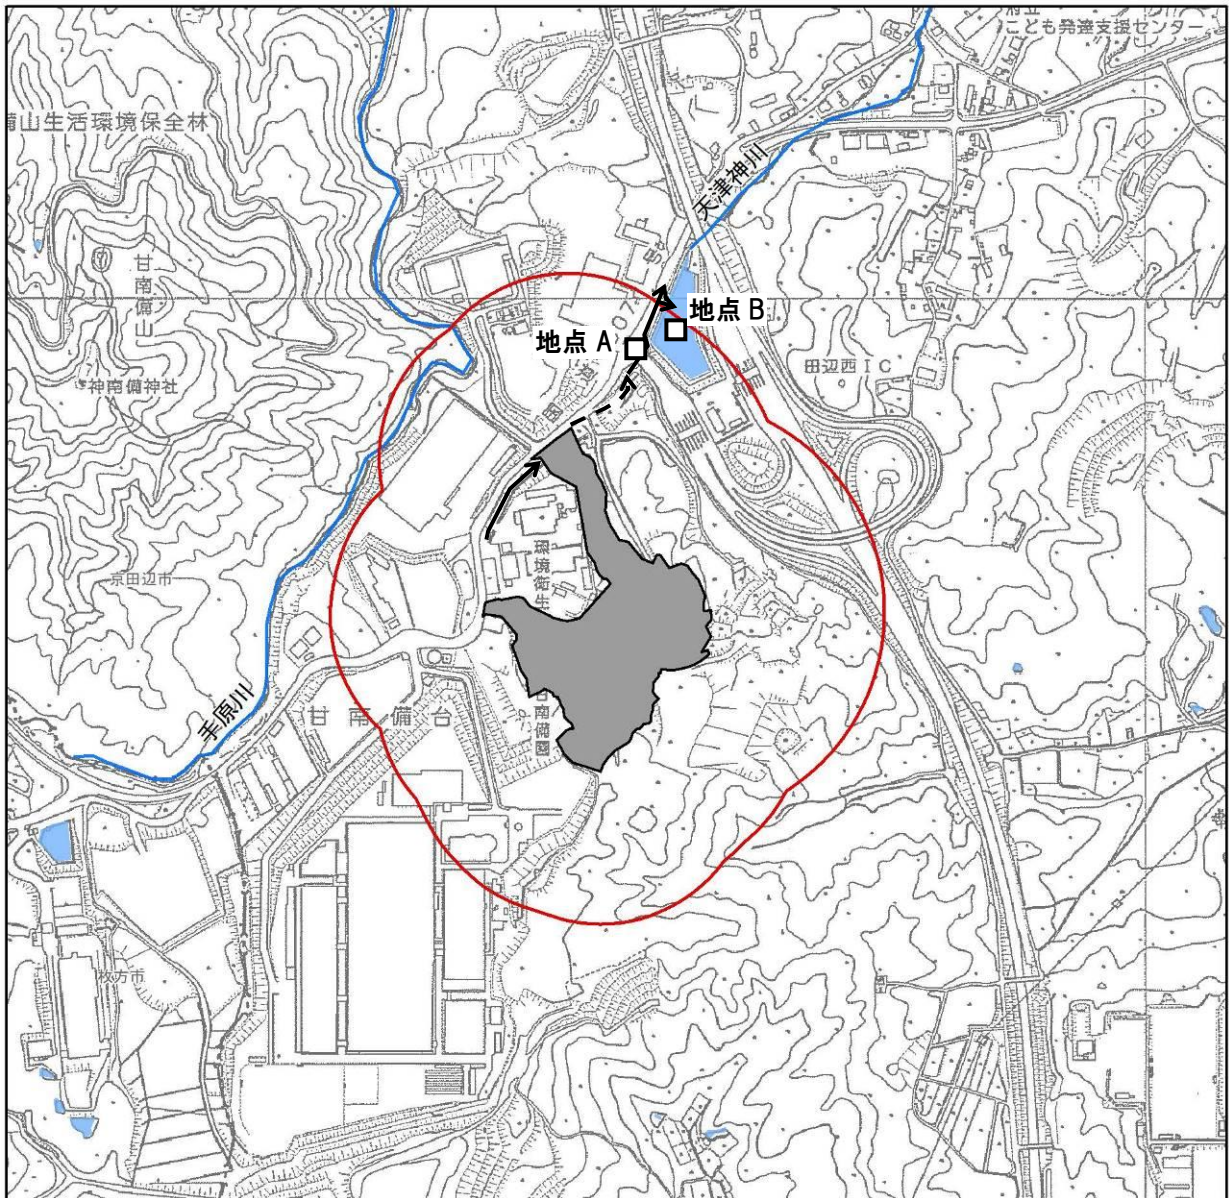 こども発達支援センター
山生活環境保全林
天津神川
甘南備山
地点 B
地点 A
田辺西IC
神南備神社
環境衛生
京田辺市
手原川
甘南備台
甘南備園
枚方市